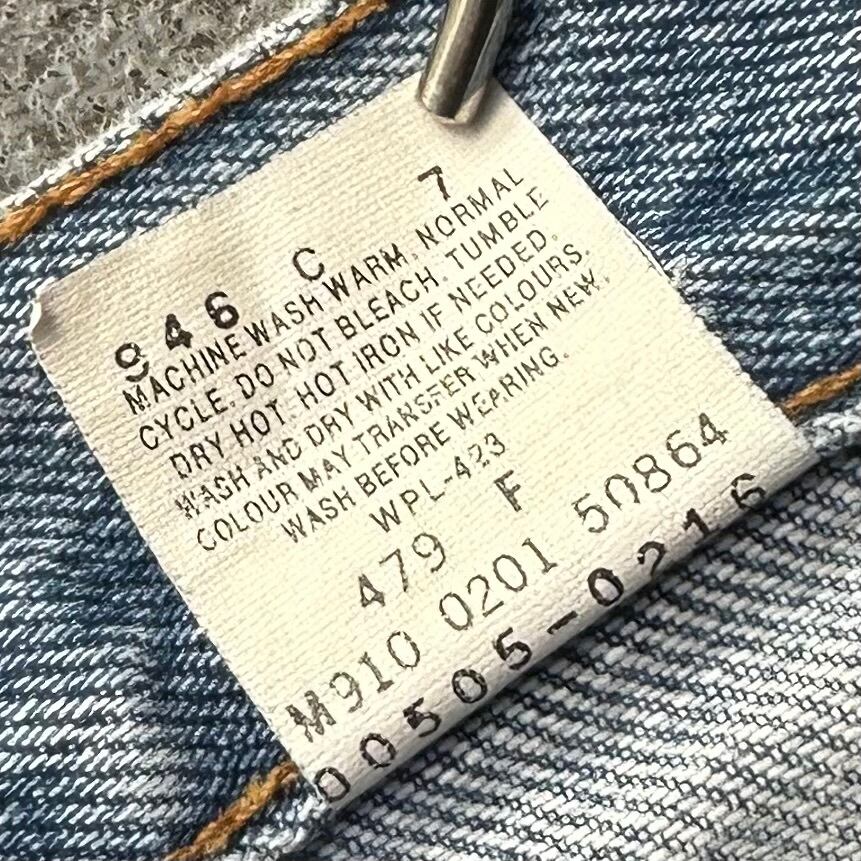 7
946 C
MACHINE WASH WARM, NORMAL
CYCLE. DO NOT BLEACH. TUMBLE
DRY HOT. HOT IRON IF NEEDED.
WASH AND DRY WITH LIKE COLOURS.
COLOUR MAY TRANSFER WHEN NEW.
WASH BEFORE WEARING.
WPL-423
479 F
M910 0201 50864
00505-0216